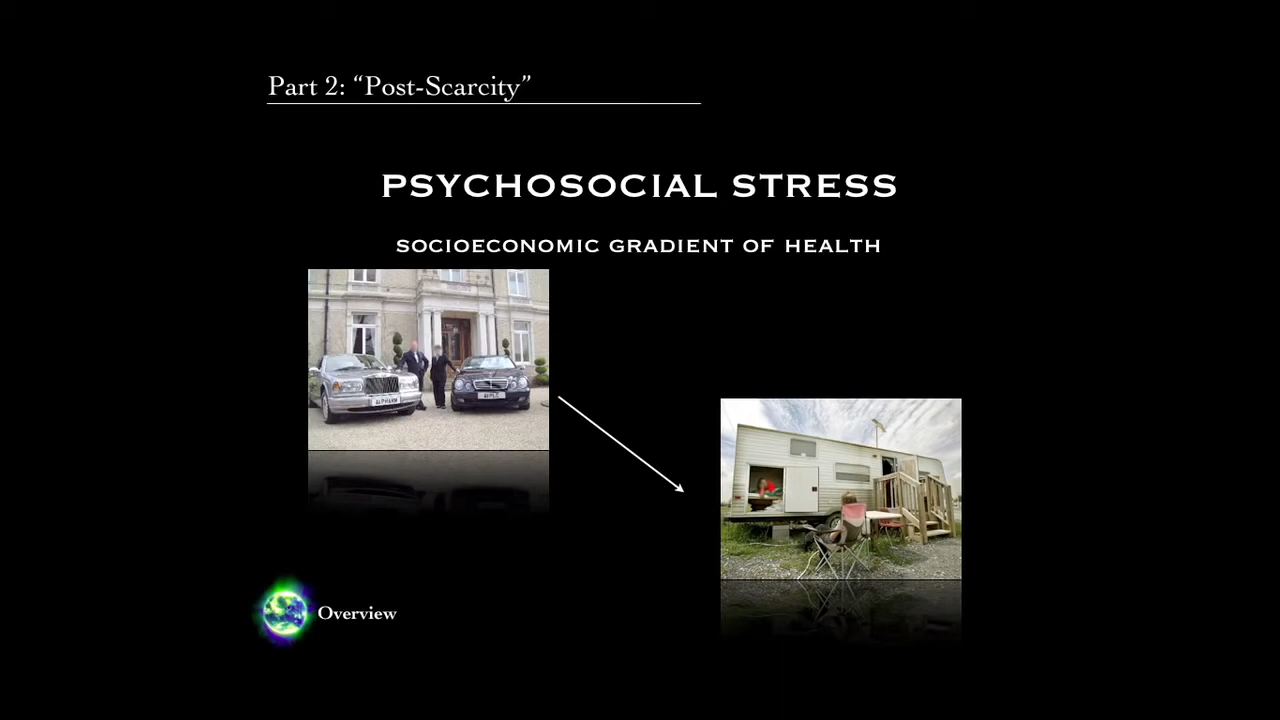 Part 2: “Post-Scarcity”
PSYCHOSOCIAL STRESS
SOCIOECONOMIC GRADIENT OF HEALTH
Overview